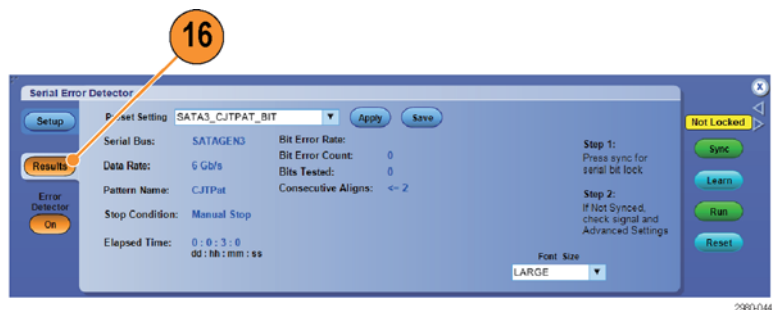 16
Serial Error Detector
Setup
Preset Setting SATA3_CJTPAT_BIT Apply Save
Not Locked
Serial Bus: SATAGEN3 Bit Error Rate:
Step 1:
Sync
Results
Data Rate: 6 Gb/s Bit Error Count: 0
Press sync for
serial bit lock
Bits Tested: 0
Learn
Pattern Name: CJTPat Consecutive Aligns: <- 2
Step 2:
Error
Detector
On
Stop Condition: Manual Stop
If Not Synced,
check signal and
Advanced Settings
Run
Elapsed Time: 0 : 0 : 3 : 0
dd : hh : mm : ss
Reset
Font Size
LARGE
2980-044